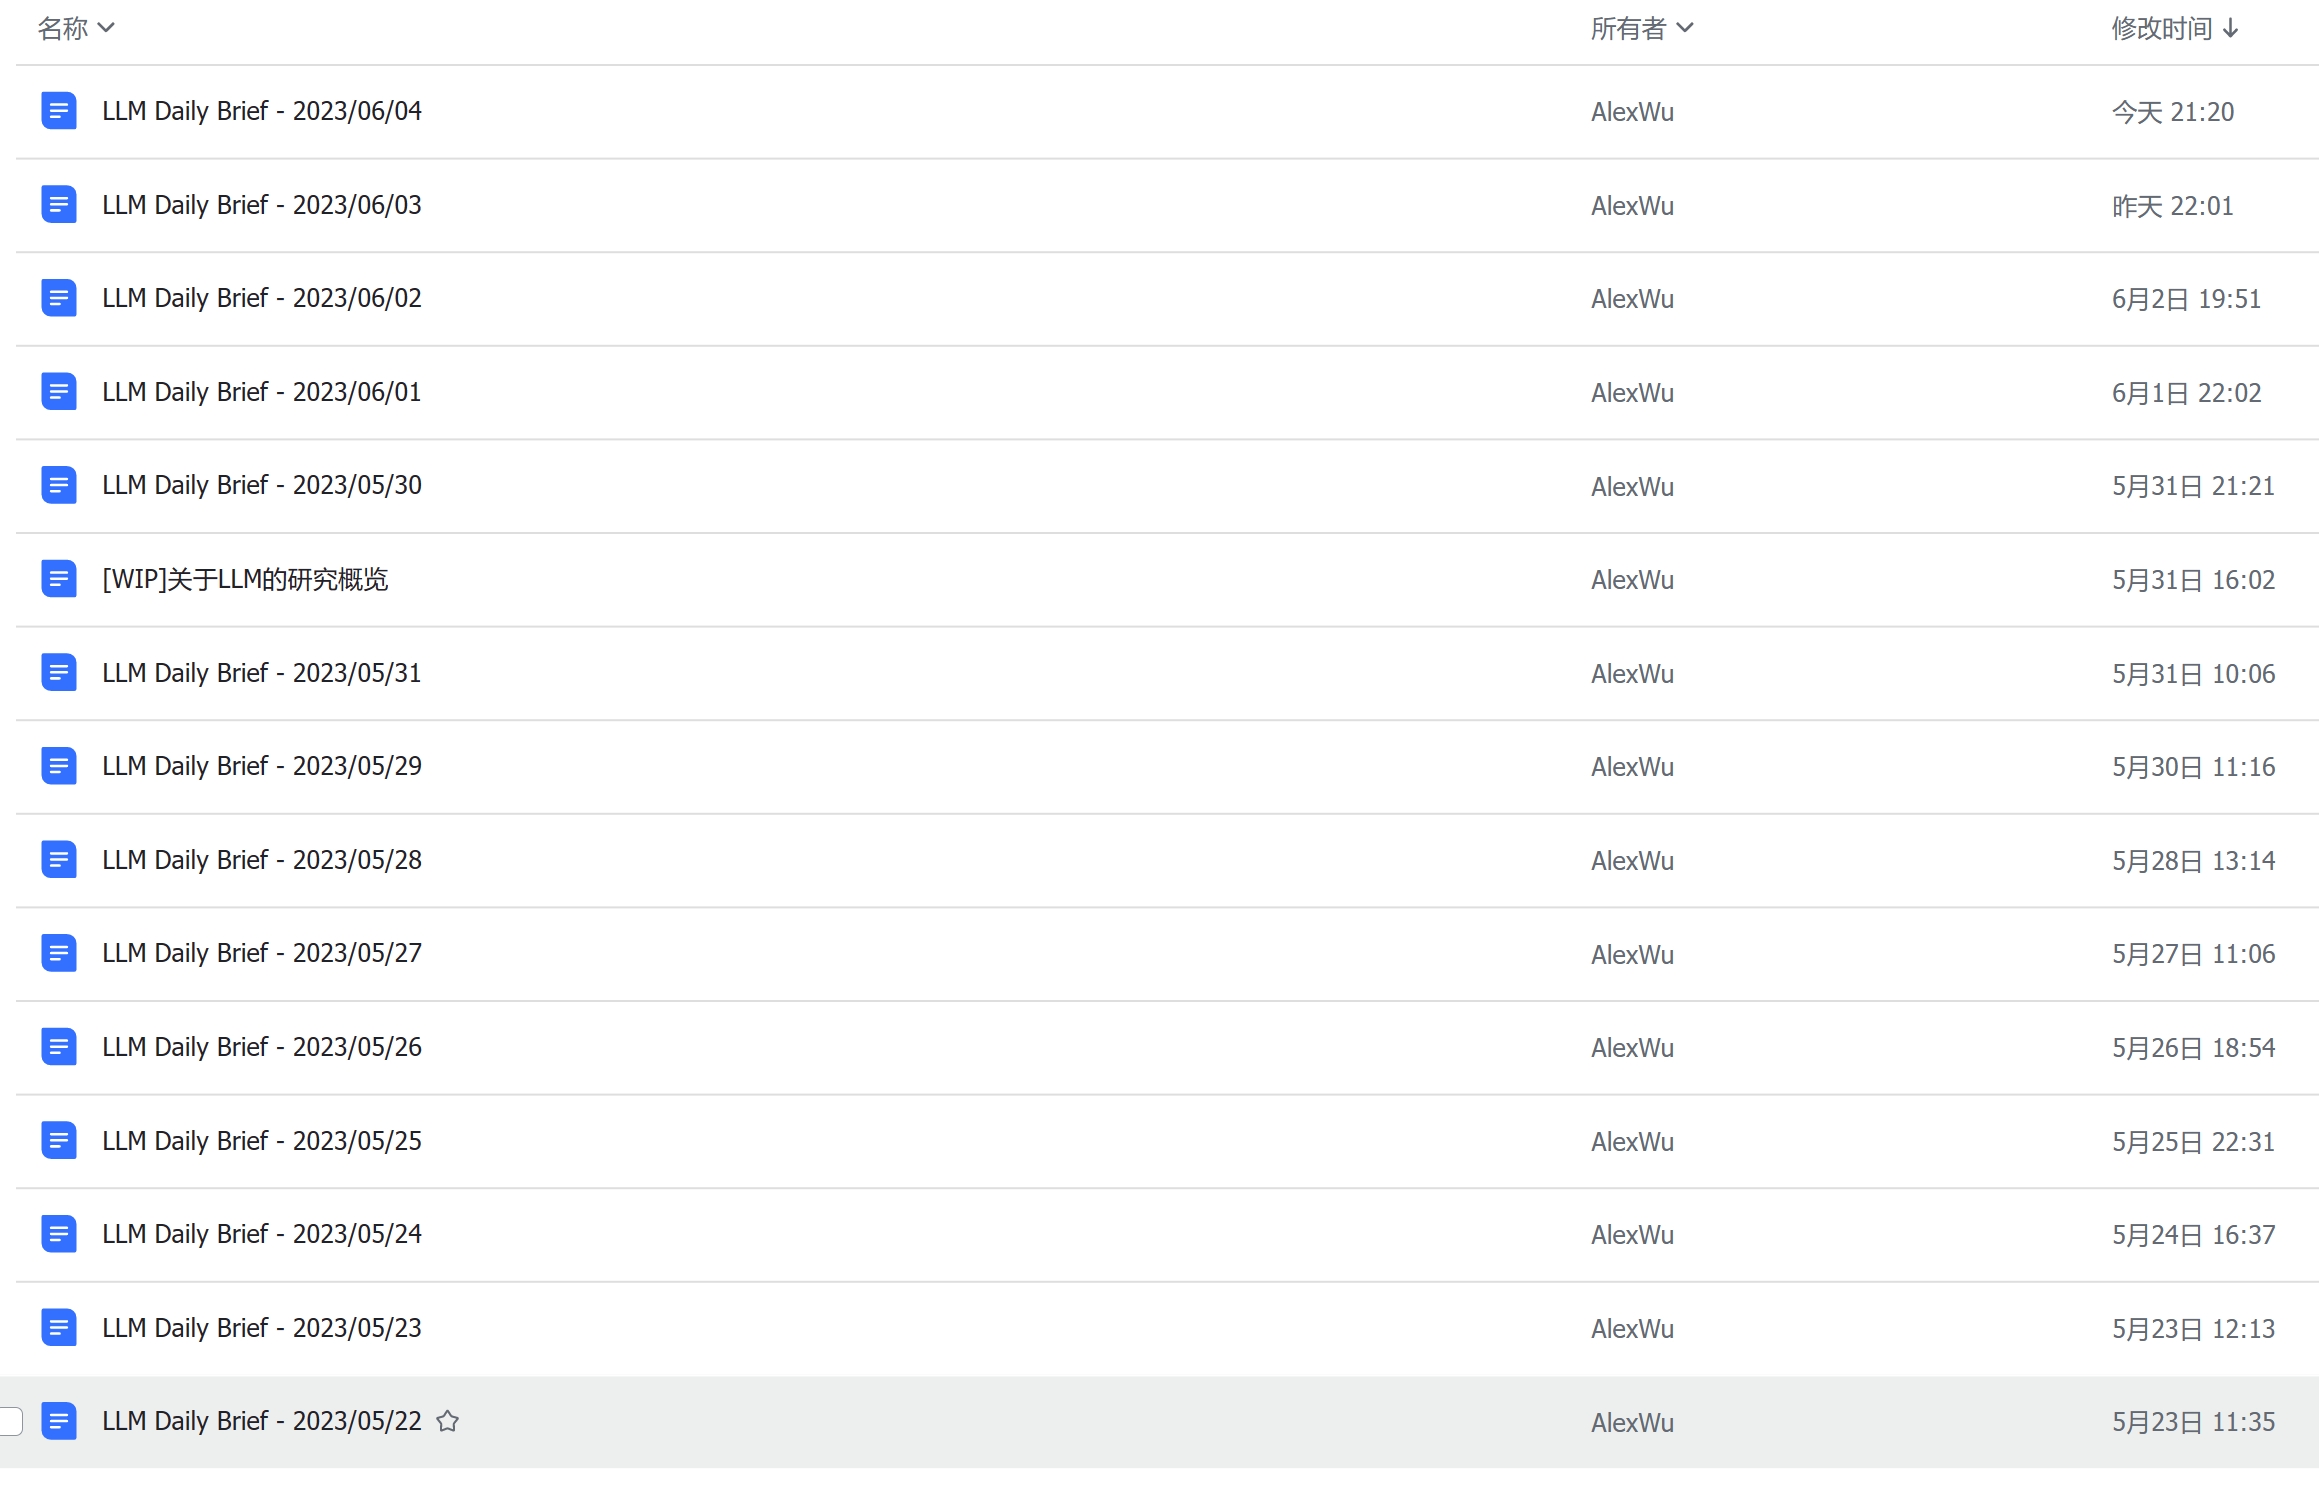 名称 所有者 修改时间
LLM Daily Brief - 2023/06/04 AlexWu 今天 21:20
LLM Daily Brief - 2023/06/03 AlexWu 昨天 22:01
LLM Daily Brief - 2023/06/02 AlexWu 6月2日 19:51
LLM Daily Brief - 2023/06/01 AlexWu 6月1日 22:02
LLM Daily Brief - 2023/05/30 AlexWu 5月31日 21:21
[WIP]关于LLM的研究概览 AlexWu 5月31日 16:02
LLM Daily Brief - 2023/05/31 AlexWu 5月31日 10:06
LLM Daily Brief - 2023/05/29 AlexWu 5月30日 11:16
LLM Daily Brief - 2023/05/28 AlexWu 5月28日 13:14
LLM Daily Brief - 2023/05/27 AlexWu 5月27日 11:06
LLM Daily Brief - 2023/05/26 AlexWu 5月26日 18:54
LLM Daily Brief - 2023/05/25 AlexWu 5月25日 22:31
LLM Daily Brief - 2023/05/24 AlexWu 5月24日 16:37
LLM Daily Brief - 2023/05/23 AlexWu 5月23日 12:13
LLM Daily Brief - 2023/05/22 AlexWu 5月23日 11:35